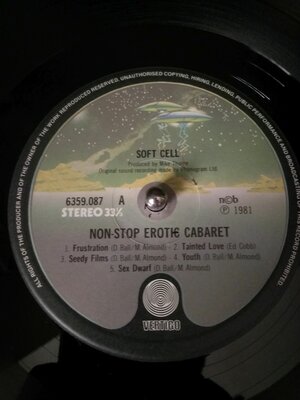 ALL RIGHTS OF THE PRODUCER AND OF THE OWNER OF THE WORK REPRODUCED RESERVED. UNAUTHORISED COPYING, HIRING, LENDING, PUBLIC PERFORMANCE AND BROADCASTING OF THIS RECORD PROHIBITED.
SOFT CELL
Produced by Mike Thorne
Original sound recording made by Phonogram Ltd.
6359.087 A
STEREO 33⅓
n©b
℗ 1981
NON-STOP EROTIC CABARET
1. Frustration (D. Ball/M. Almond) 2. Tainted Love (Ed. Cobb)
3. Seedy Films (D. Ball/M. Almond) 4. Youth (D. Ball/M. Almond)
5. Sex Dwarf (D. Ball/M. Almond)
VERTIGO